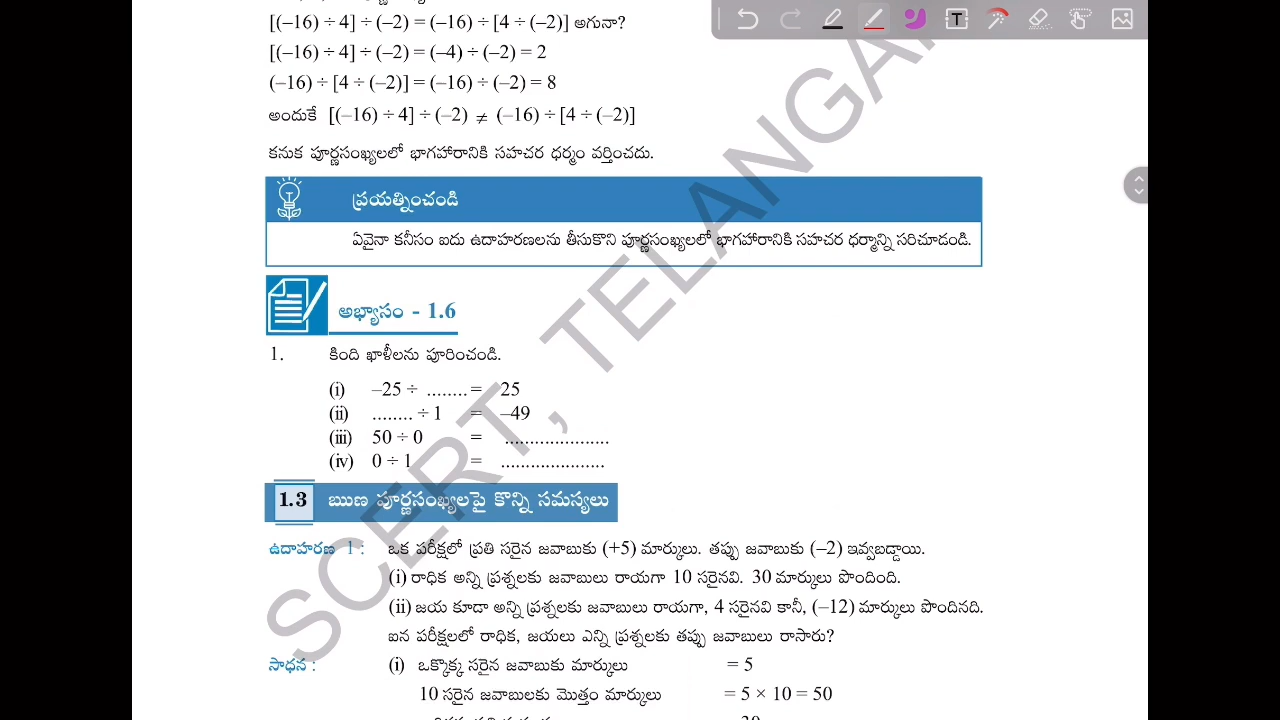 [(–16) ÷ 4] ÷ (–2) = (–16) ÷ [4 ÷ (–2)] అగునా?
[(–16) ÷ 4] ÷ (–2) = (–4) ÷ (–2) = 2
(–16) ÷ [4 ÷ (–2)] = (–16) ÷ (–2) = 8
అందుకే [(–16) ÷ 4] ÷ (–2) ≠ (–16) ÷ [4 ÷ (–2)]
కనుక పూర్ణసంఖ్యలలో భాగహారానికి సహచర ధర్మం వర్తించదు.
ప్రయత్నించండి
ఏవైనా కనీసం ఐదు ఉదాహరణలను తీసుకొని పూర్ణసంఖ్యలలో భాగహారానికి సహచర ధర్మాన్ని సరిచూడండి.
అభ్యాసం - 1.6
1. కింది ఖాళీలను పూరించండి.
(i) –25 ÷ ........ = 25
(ii) ........ ÷ 1 = –49
(iii) 50 ÷ 0 = .....................
(iv) 0 ÷ 1 = .....................
1.3 ఋణ పూర్ణసంఖ్యలపై కొన్ని సమస్యలు
ఉదాహరణ 1 : ఒక పరీక్షలో ప్రతి సరైన జవాబుకు (+5) మార్కులు. తప్పు జవాబుకు (–2) ఇవ్వబడ్డాయి.
(i) రాధిక అన్ని ప్రశ్నలకు జవాబులు రాయగా 10 సరైనవి. 30 మార్కులు పొందింది.
(ii) జయ కూడా అన్ని ప్రశ్నలకు జవాబులు రాయగా, 4 సరైనవి కానీ, (–12) మార్కులు పొందినది.
ఐన పరీక్షలలో రాధిక, జయలు ఎన్ని ప్రశ్నలకు తప్పు జవాబులు రాసారు?
సాధన : (i) ఒక్కొక్క సరైన జవాబుకు మార్కులు = 5
10 సరైన జవాబులకు మొత్తం మార్కులు = 5 × 10 = 50
SCERT, TELANGA
T